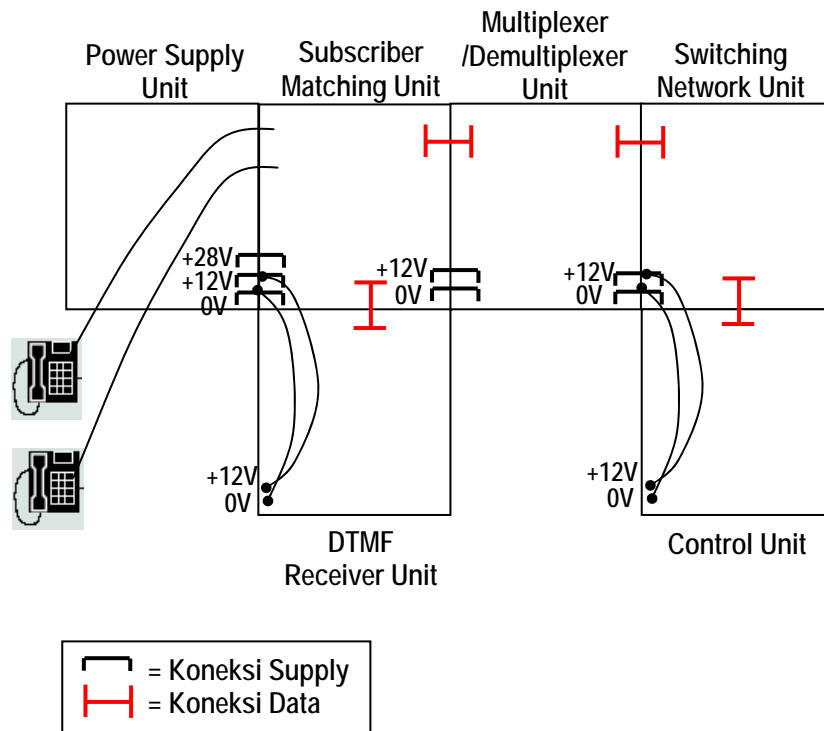 Power Supply
Unit
Subscriber
Matching Unit
Multiplexer
/Demultiplexer
Unit
Switching
Network Unit
+28V
+12V
0V
+12V
0V
+12V
0V
+12V
0V
+12V
0V
DTMF
Receiver Unit
Control Unit
= Koneksi Supply
= Koneksi Data